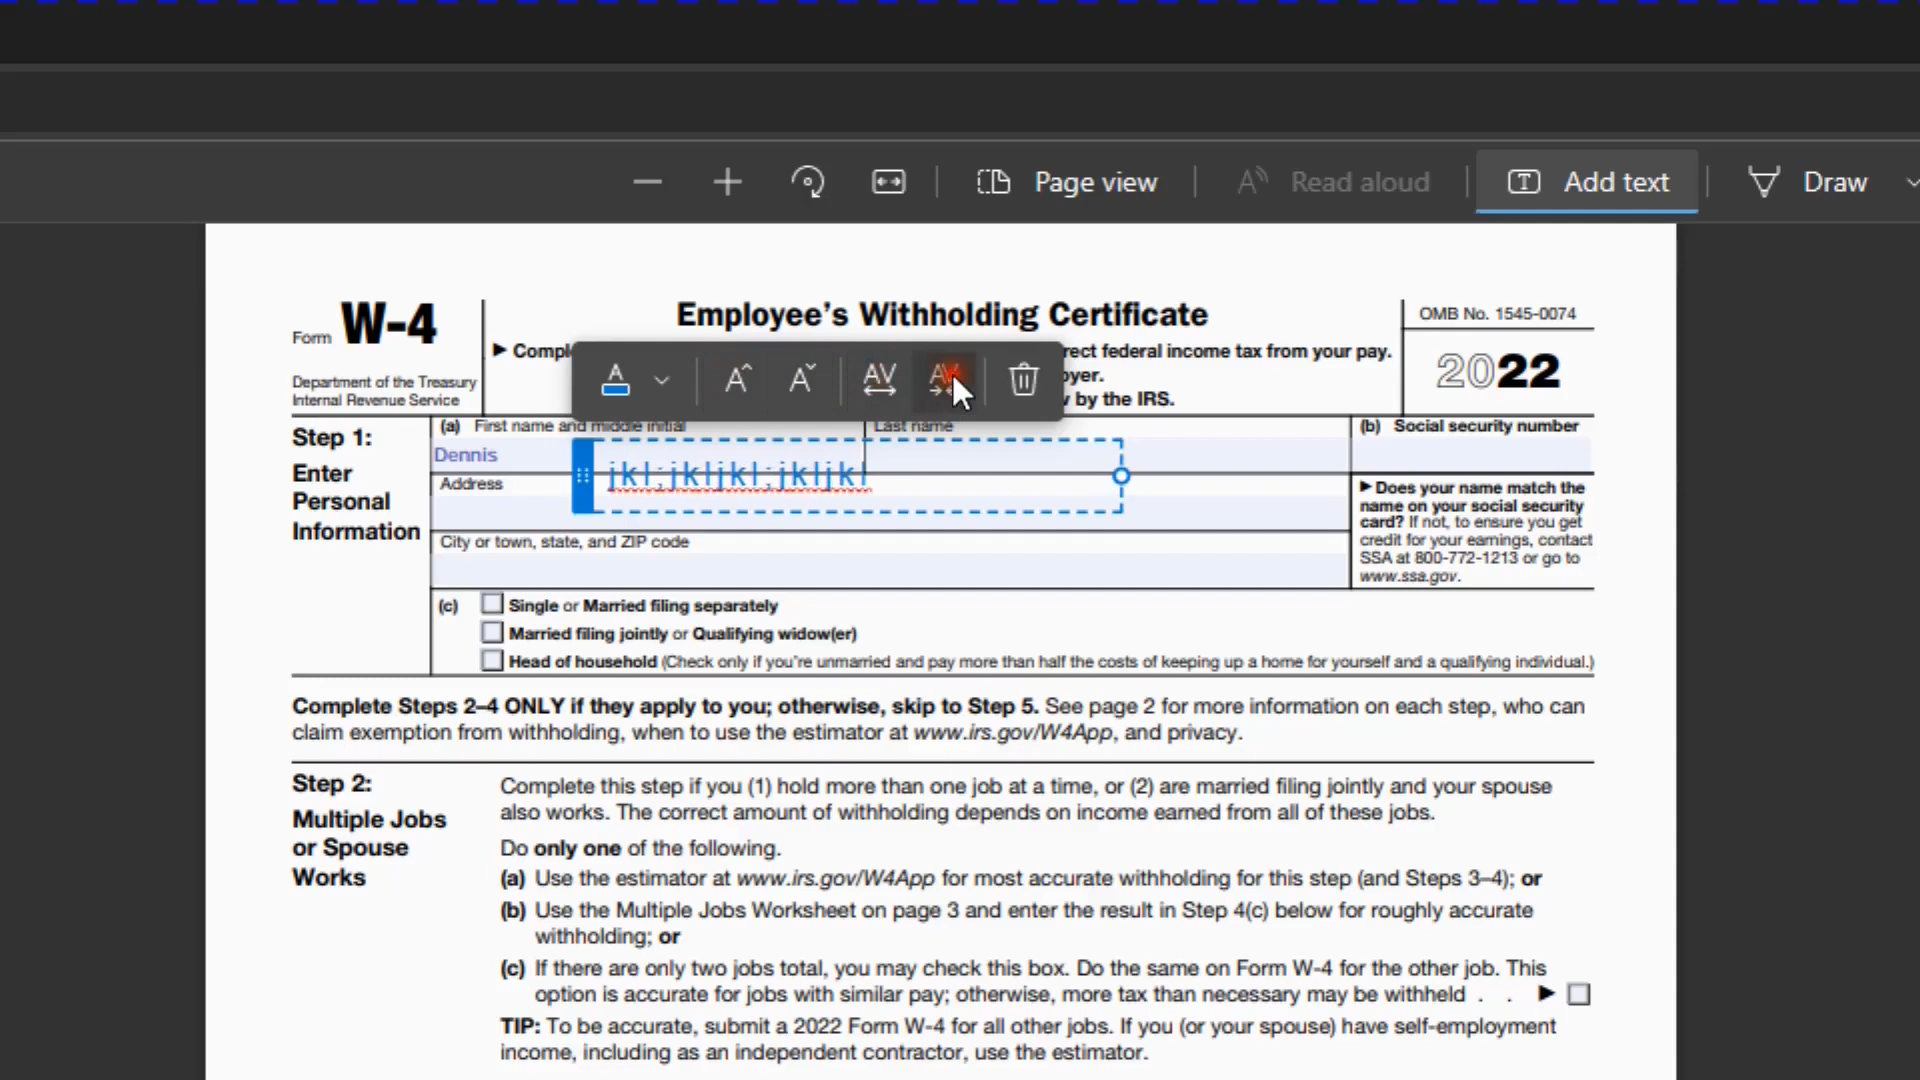 Page view
Read aloud
Add text
Draw
Form W-4
Department of the Treasury
Internal Revenue Service
Employee's Withholding Certificate
▶ Compl rect federal income tax from your pay.
oyer.
by the IRS.
OMB No. 1545-0074
2022
Step 1:
Enter
Personal
Information
(a) First name and middle initial
Dennis
Last name
(b) Social security number
jkl;jkljkl;jkljkl
Address
City or town, state, and ZIP code
▶ Does your name match the
name on your social security
card? If not, to ensure you get
credit for your earnings, contact
SSA at 800-772-1213 or go to
www.ssa.gov.
(c) Single or Married filing separately
Married filing jointly or Qualifying widow(er)
Head of household (Check only if you're unmarried and pay more than half the costs of keeping up a home for yourself and a qualifying individual.)
Complete Steps 2–4 ONLY if they apply to you; otherwise, skip to Step 5. See page 2 for more information on each step, who can
claim exemption from withholding, when to use the estimator at www.irs.gov/W4App, and privacy.
Step 2:
Multiple Jobs
or Spouse
Works
Complete this step if you (1) hold more than one job at a time, or (2) are married filing jointly and your spouse
also works. The correct amount of withholding depends on income earned from all of these jobs.
Do only one of the following.
(a) Use the estimator at www.irs.gov/W4App for most accurate withholding for this step (and Steps 3–4); or
(b) Use the Multiple Jobs Worksheet on page 3 and enter the result in Step 4(c) below for roughly accurate
withholding; or
(c) If there are only two jobs total, you may check this box. Do the same on Form W-4 for the other job. This
option is accurate for jobs with similar pay; otherwise, more tax than necessary may be withheld . . ▶
TIP: To be accurate, submit a 2022 Form W-4 for all other jobs. If you (or your spouse) have self-employment
income, including as an independent contractor, use the estimator.